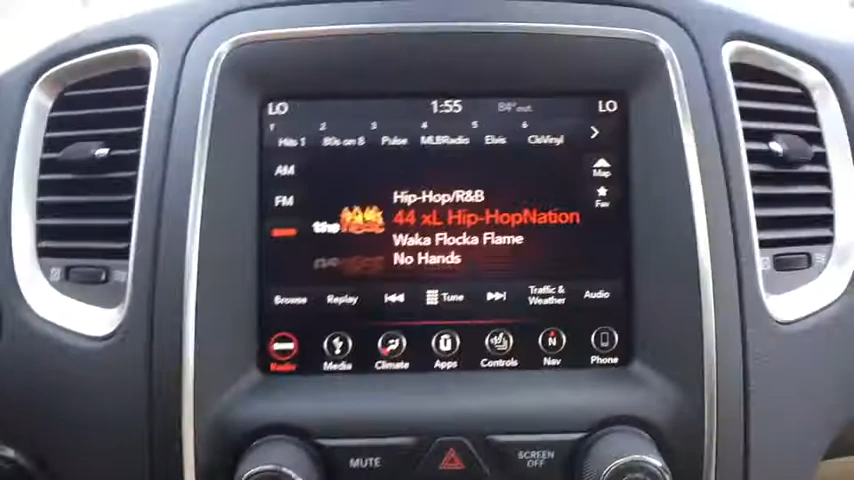 LO 1:55 84° out LO
1 2 3 4 5 6
Hits 1 80s on 8 Pulse MLBRadio Elvis ClsVinyl
AM
FM
Map
Fav
the Heat
Hip-Hop/R&B
44 xL Hip-HopNation
Waka Flocka Flame
No Hands
Browse Replay Tune Traffic & Weather Audio
Radio Media Climate Apps Controls Nav Phone
MUTE SCREEN OFF